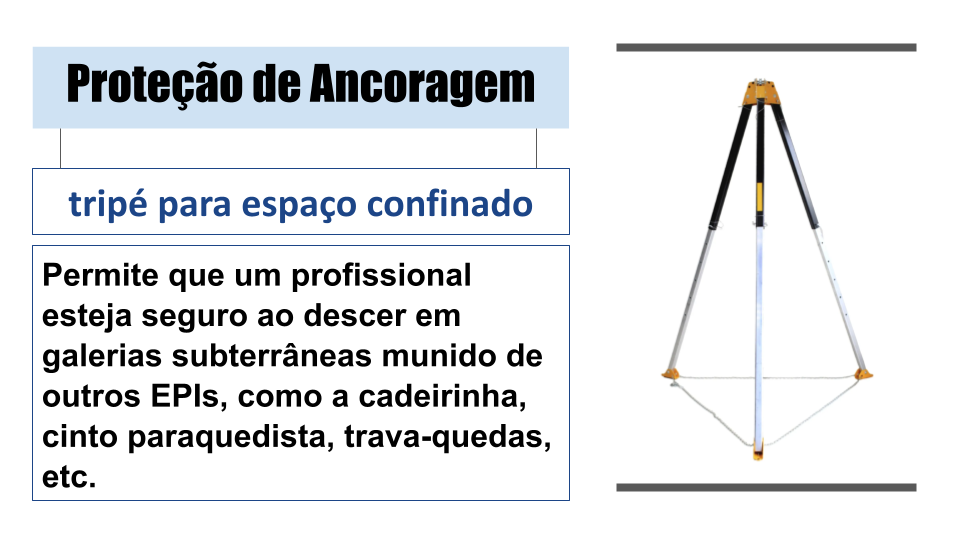 Proteção de Ancoragem
tripé para espaço confinado
Permite que um profissional
esteja seguro ao descer em
galerias subterrâneas munido de
outros EPIs, como a cadeirinha,
cinto paraquedista, trava-quedas,
etc.